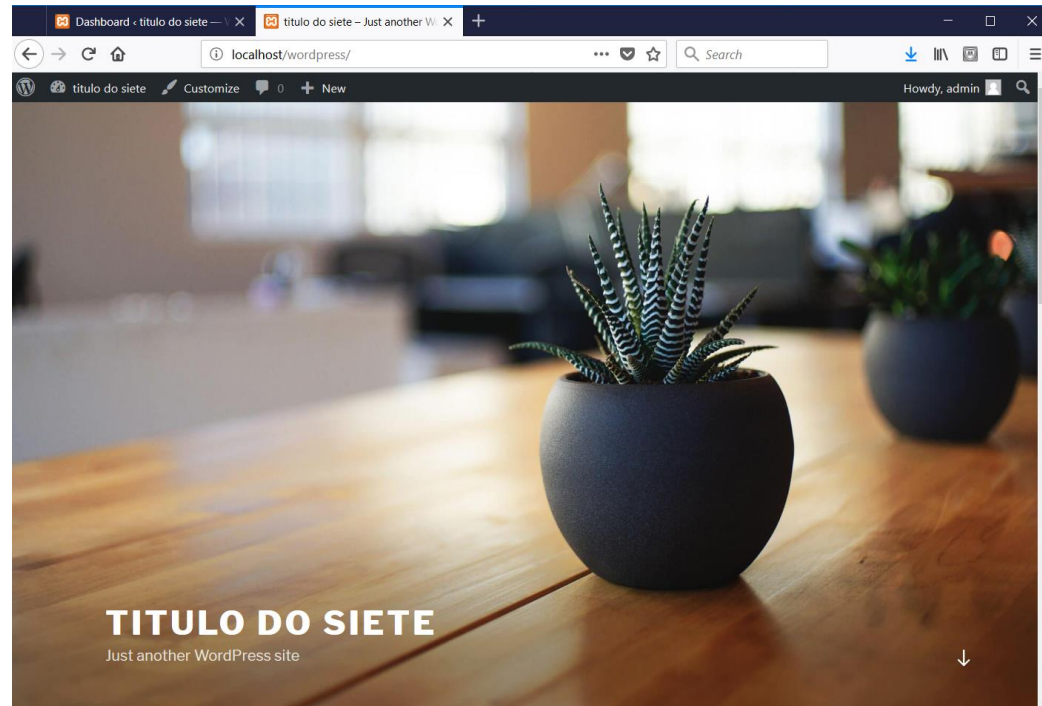 Dashboard ‹ titulo do siete —
titulo do siete – Just another W
localhost/wordpress/
Search
titulo do siete
Customize
0
New
Howdy, admin
TITULO DO SIETE
Just another WordPress site